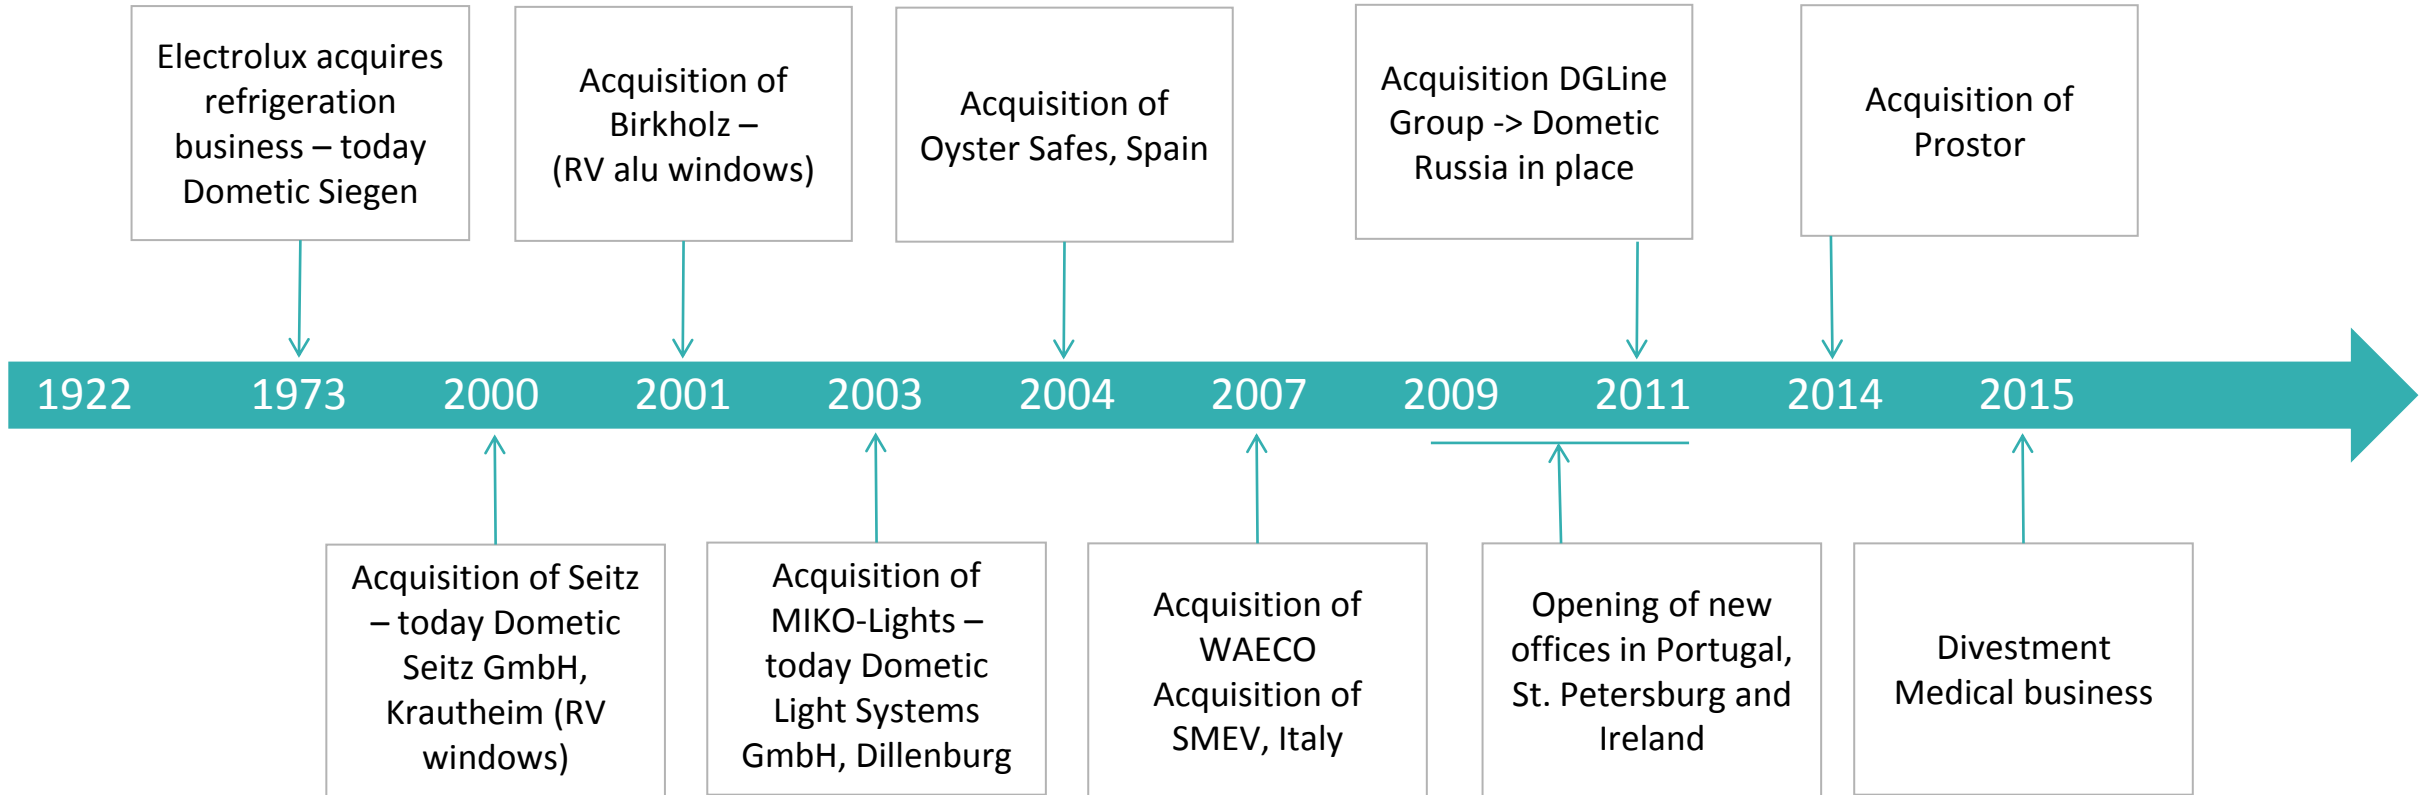 Electrolux acquires
refrigeration
business – today
Dometic Siegen
Acquisition of
Birkholz –
(RV alu windows)
Acquisition of
Oyster Safes, Spain
Acquisition DGLine
Group -> Dometic
Russia in place
Acquisition of
Prostor
1922 1973 2000 2001 2003 2004 2007 2009 2011 2014 2015
Acquisition of Seitz
– today Dometic
Seitz GmbH,
Krautheim (RV
windows)
Acquisition of
MIKO-Lights –
today Dometic
Light Systems
GmbH, Dillenburg
Acquisition of
WAECO
Acquisition of
SMEV, Italy
Opening of new
offices in Portugal,
St. Petersburg and
Ireland
Divestment
Medical business